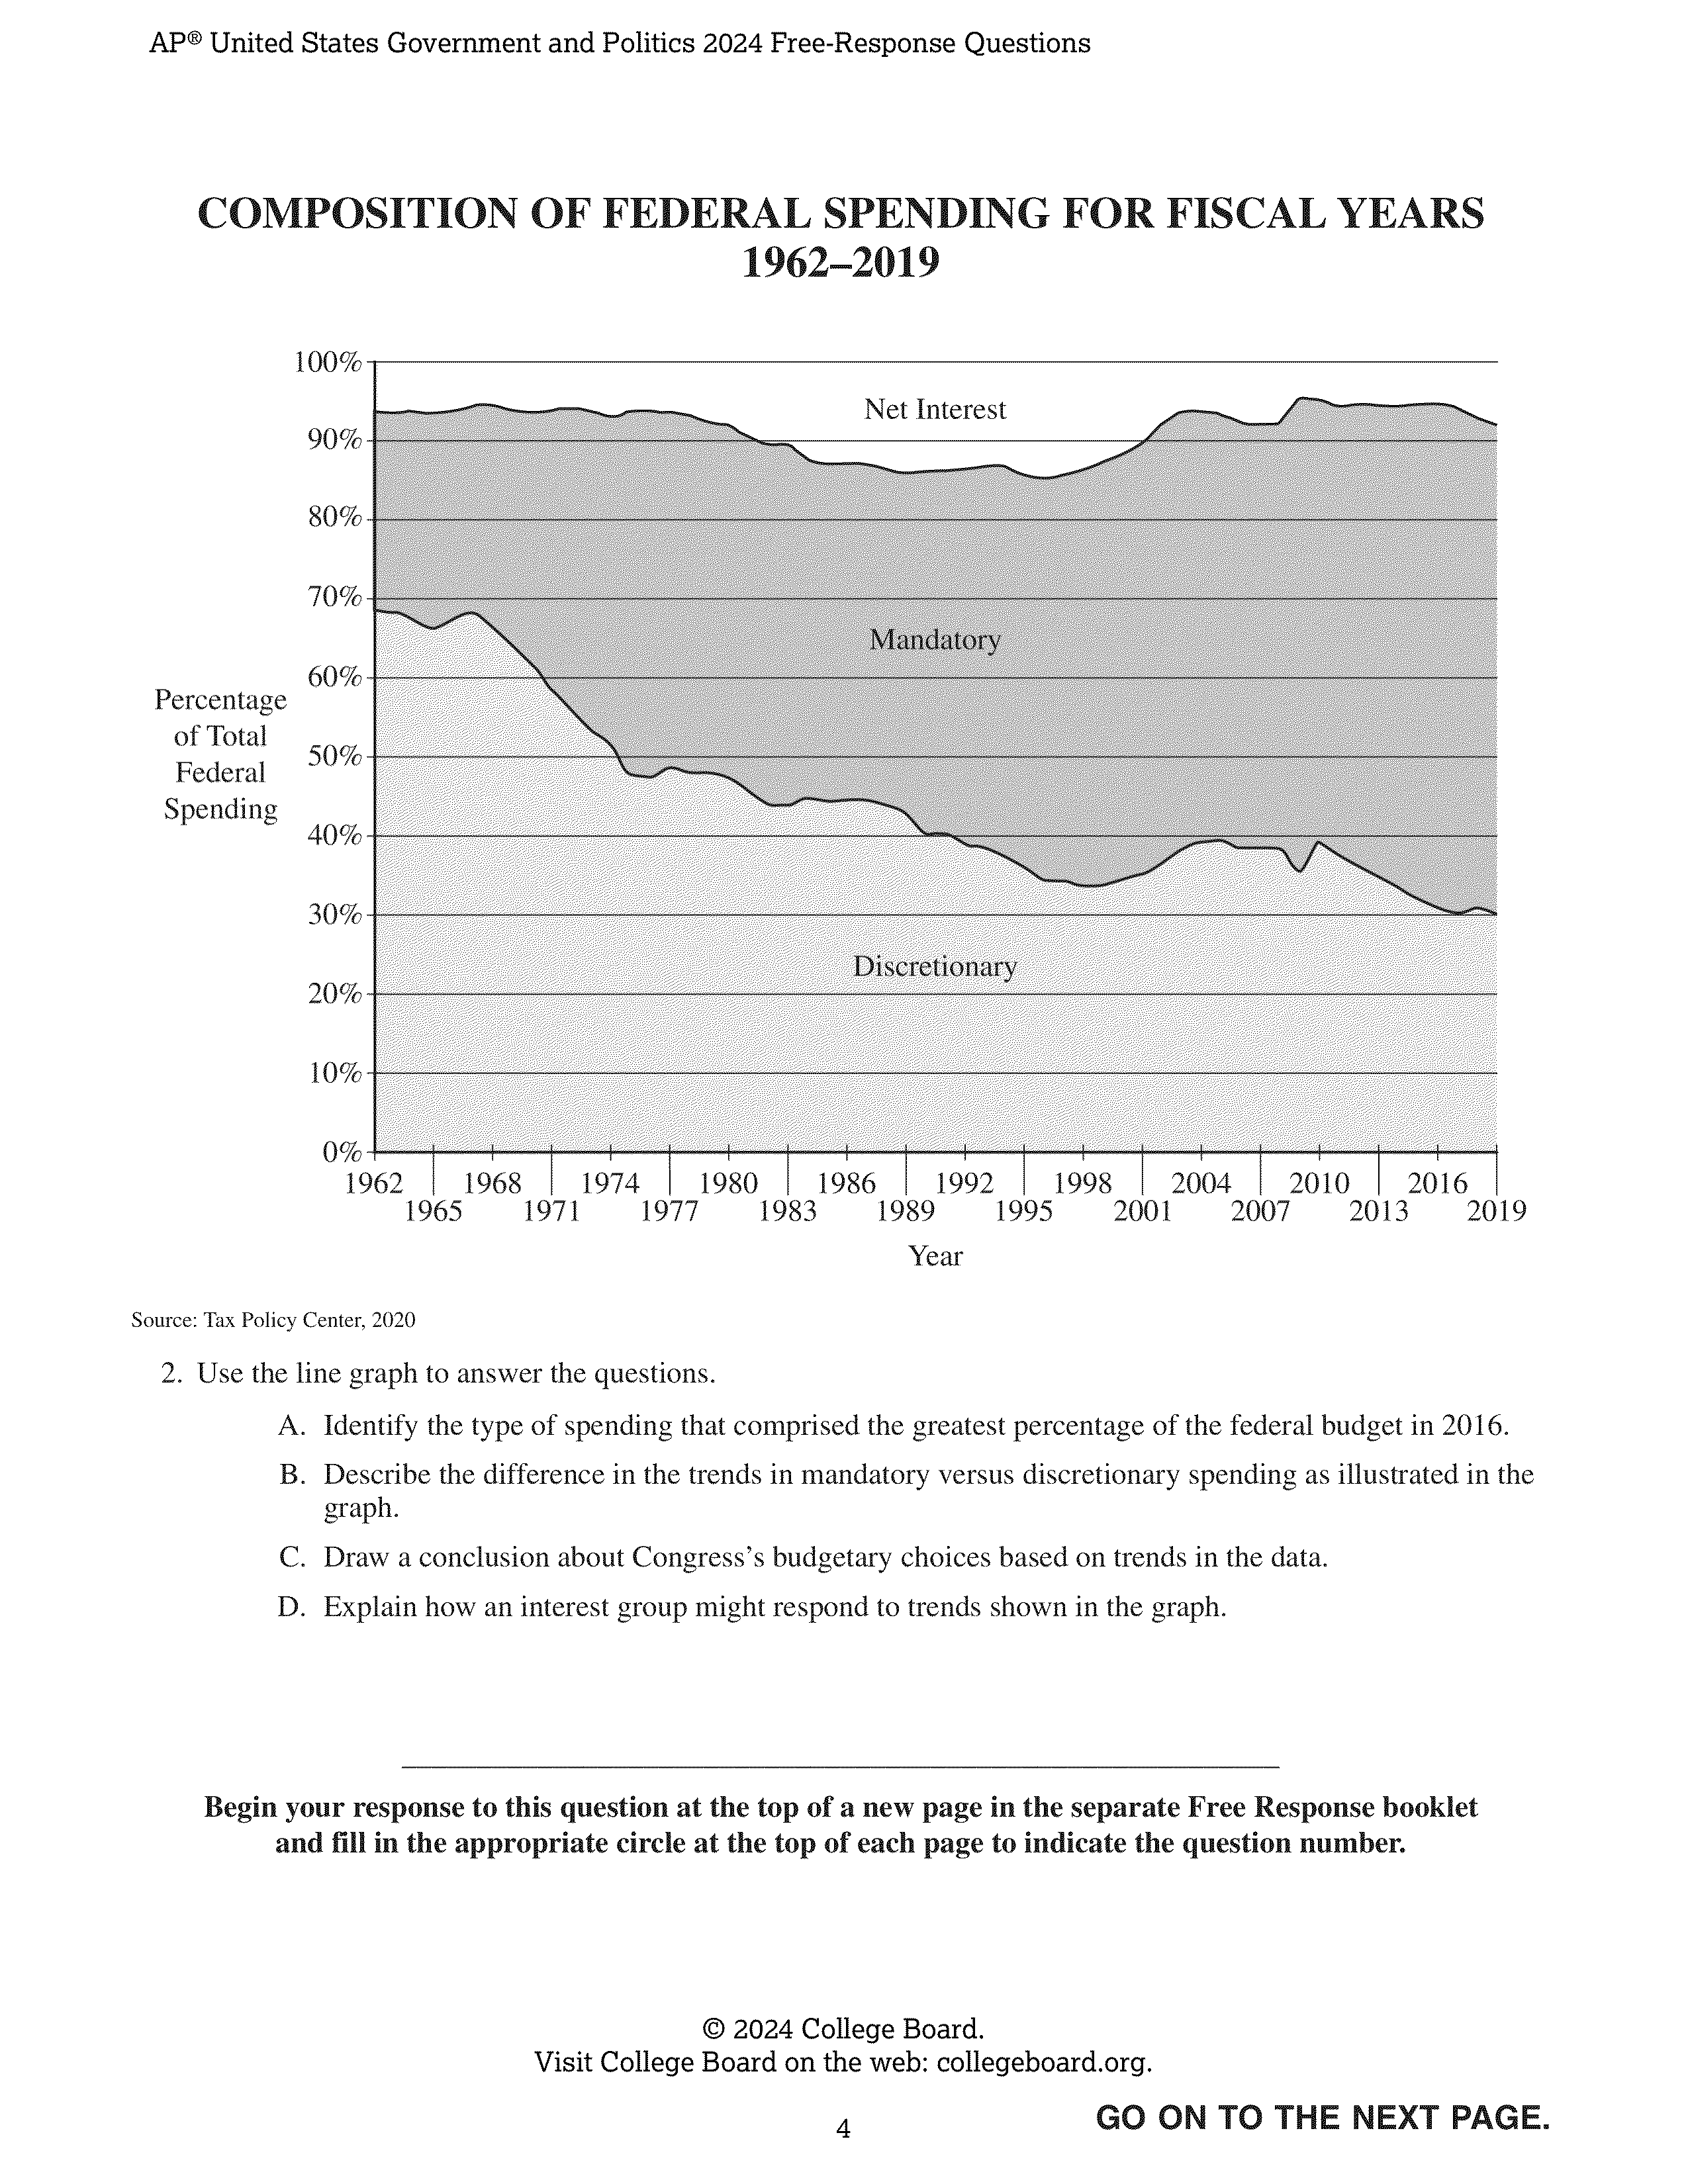 AP® United States Government and Politics 2024 Free-Response Questions
COMPOSITION OF FEDERAL SPENDING FOR FISCAL YEARS
1962–2019
100%
90%
80%
70%
60%
50%
40%
30%
20%
10%
0%
Percentage
of Total
Federal
Spending
Net Interest
Mandatory
Discretionary
1962 1968 1974 1980 1986 1992 1998 2004 2010 2016
1965 1971 1977 1983 1989 1995 2001 2007 2013 2019
Year
Source: Tax Policy Center, 2020
2. Use the line graph to answer the questions.
A. Identify the type of spending that comprised the greatest percentage of the federal budget in 2016.
B. Describe the difference in the trends in mandatory versus discretionary spending as illustrated in the
graph.
C. Draw a conclusion about Congress’s budgetary choices based on trends in the data.
D. Explain how an interest group might respond to trends shown in the graph.
Begin your response to this question at the top of a new page in the separate Free Response booklet
and fill in the appropriate circle at the top of each page to indicate the question number.
© 2024 College Board.
Visit College Board on the web: collegeboard.org.
GO ON TO THE NEXT PAGE.
4